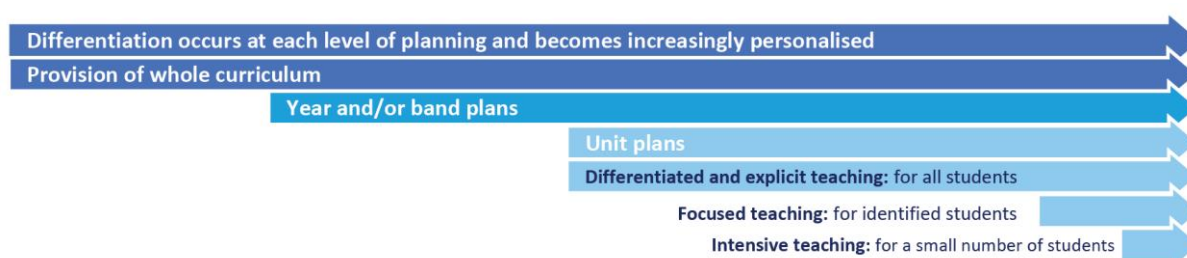 Differentiation occurs at each level of planning and becomes increasingly personalised
Provision of whole curriculum
Year and/or band plans
Unit plans
Differentiated and explicit teaching: for all students
Focused teaching: for identified students
Intensive teaching: for a small number of students